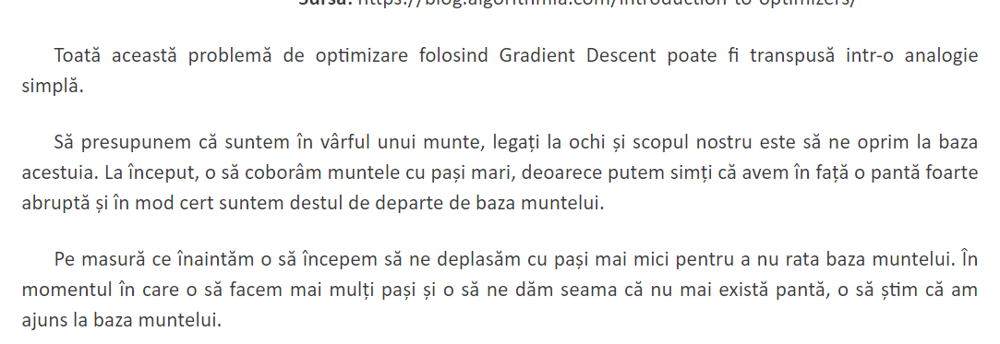 Sursa: https://blog.algorithmia.com/introduction-to-optimizers/
Toată această problemă de optimizare folosind Gradient Descent poate fi transpusă intr-o analogie
simplă.
Să presupunem că suntem în vârful unui munte, legați la ochi și scopul nostru este să ne oprim la baza
acestuia. La început, o să coborâm muntele cu pași mari, deoarece putem simți că avem în față o pantă foarte
abruptă și în mod cert suntem destul de departe de baza muntelui.
Pe masură ce înaintăm o să începem să ne deplasăm cu pași mai mici pentru a nu rata baza muntelui. În
momentul în care o să facem mai mulți pași și o să ne dăm seama că nu mai există pantă, o să știm că am
ajuns la baza muntelui.